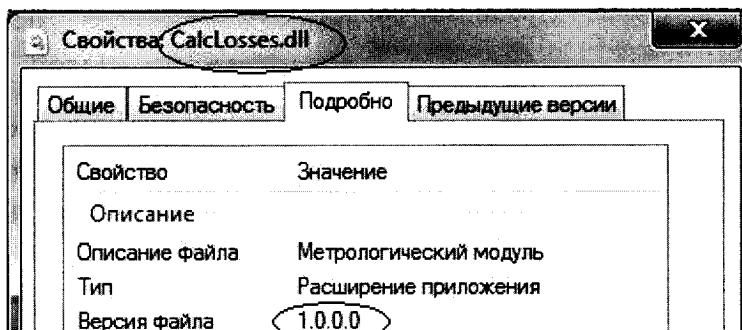 Свойства: CalcLosses.dll
Общие Безопасность Подробно Предыдущие версии
Свойство Значение
Описание
Описание файла Метрологический модуль
Тип Расширение приложения
Версия файла 1.0.0.0